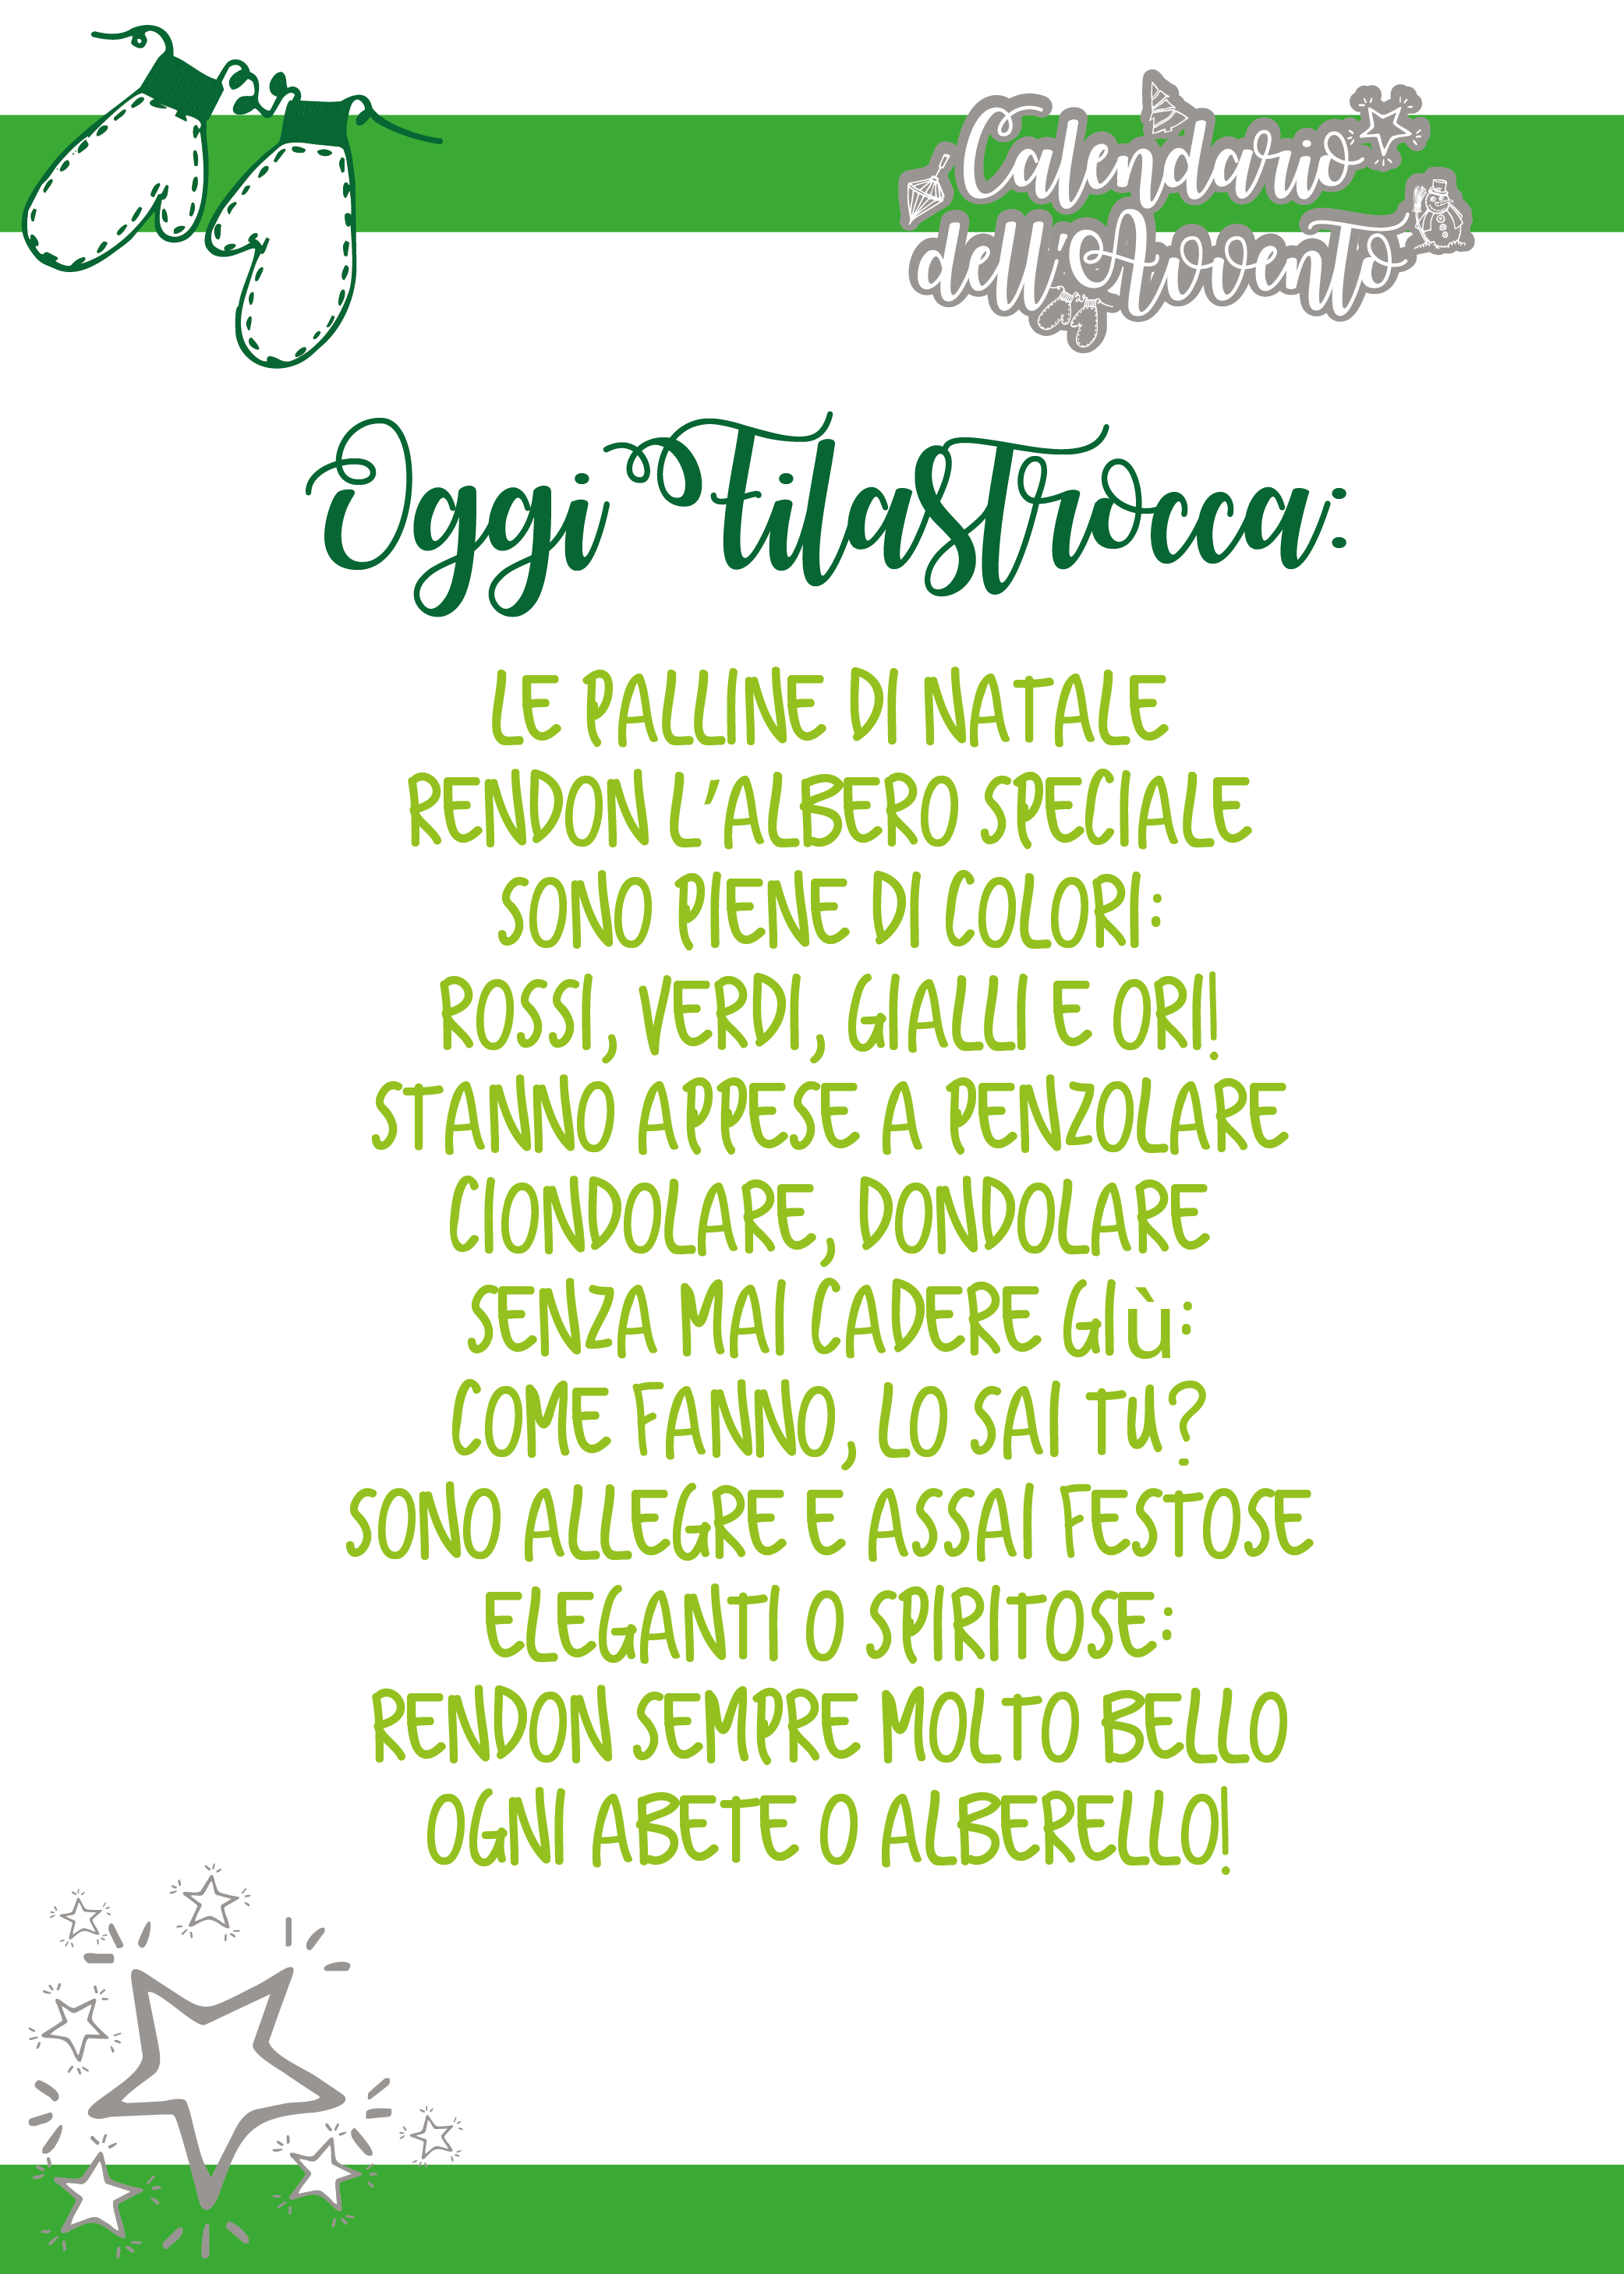 Calendario
dell'Avvento
Oggi Filastrocca:
LE PALLINE DI NATALE
RENDON L'ALBERO SPECIALE
SONO PIENE DI COLORI:
ROSSI, VERDI, GIALLI E ORI!
STANNO APPESE A PENZOLARE
CIONDOLARE, DONDOLARE
SENZA MAI CADERE GIù:
COME FANNO, LO SAI TU?
SONO ALLEGRE E ASSAI FESTOSE
ELEGANTI O SPIRITOSE:
RENDON SEMPRE MOLTO BELLO
OGNI ABETE O ALBERELLO!